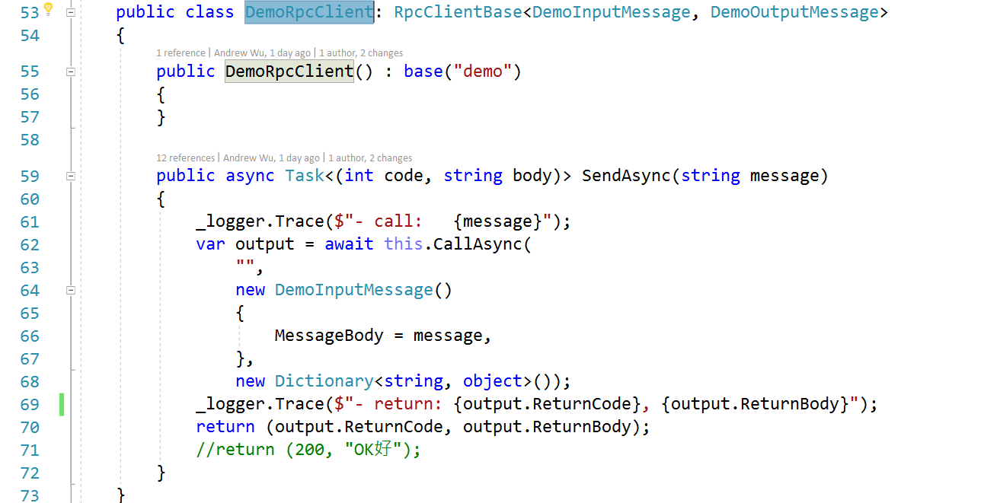 53 public class DemoRpcClient: RpcClientBase<DemoInputMessage, DemoOutputMessage>
54 {
1 reference | Andrew Wu, 1 day ago | 1 author, 2 changes
55 public DemoRpcClient() : base("demo")
56 {
57 }
58
12 references | Andrew Wu, 1 day ago | 1 author, 2 changes
59 public async Task<(int code, string body)> SendAsync(string message)
60 {
61 _logger.Trace($"- call:   {message}");
62 var output = await this.CallAsync(
63 "",
64 new DemoInputMessage()
65 {
66 MessageBody = message,
67 },
68 new Dictionary<string, object>());
69 _logger.Trace($"- return: {output.ReturnCode}, {output.ReturnBody}");
70 return (output.ReturnCode, output.ReturnBody);
71 //return (200, "OK好");
72 }
73 }